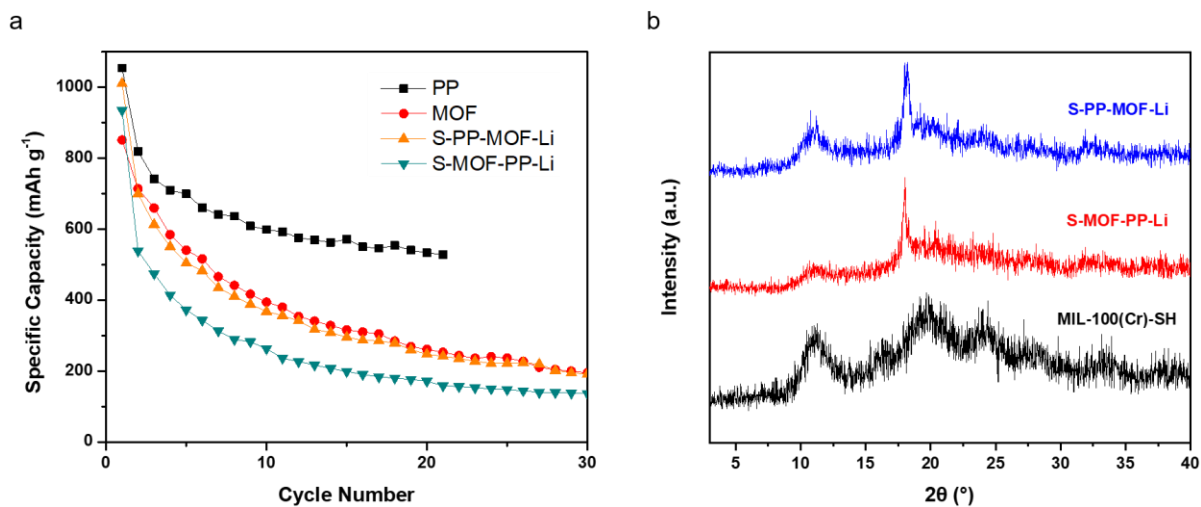 a
1000
800
600
400
200
0
0
10
20
30
Specific Capacity (mAh g⁻¹)
Cycle Number
PP
MOF
S-PP-MOF-Li
S-MOF-PP-Li
b
S-PP-MOF-Li
S-MOF-PP-Li
MIL-100(Cr)-SH
Intensity (a.u.)
5
10
15
20
25
30
35
40
2θ (°)